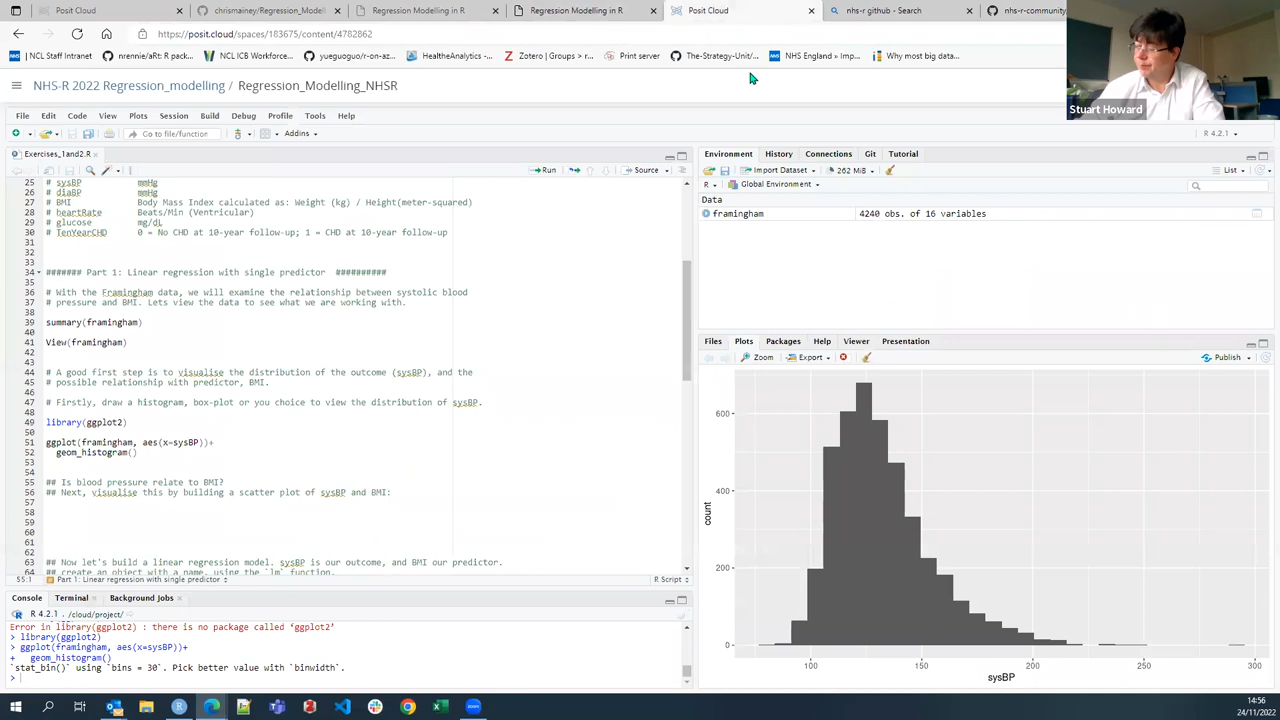 Posit Cloud
chrismainey/Regression_Modell
Regression Modelling in R
Regression Modelling in R
Posit Cloud
nhs-r github - Search
nhs-r-community
https://posit.cloud/spaces/183675/content/4782862
NCL Staff Intranet
nrennie/aRt: R pack...
NCL ICB Workforce...
yuegugguo/r-on-az...
HealtheAnalytics -...
Zotero | Groups > r...
Print server
The-Strategy-Unit/...
NHS England » Imp...
Why most big data...
Stuart Howard
NHS-R 2022 Regression_modelling / Regression_Modelling_NHSR
File Edit Code View Plots Session Build Debug Profile Tools Help
Go to file/function
Addins
R 4.2.1
Exercises_1and2.R
Run
Source
25 # sysBP mmHg
26 # diaBP mmHg
27 # BMI Body Mass Index calculated as: Weight (kg) / Height(meter-squared)
28 # heartRate Beats/Min (Ventricular)
29 # glucose mg/dL
30 # TenYearCHD 0 = No CHD at 10-year follow-up; 1 = CHD at 10-year follow-up
31
32
33
34 ####### Part 1: Linear regression with single predictor ##########
35
36 # With the Framingham data, we will examine the relationship between systolic blood
37 # pressure and BMI. Lets view the data to see what we are working with.
38
39 summary(framingham)
40
41 View(framingham)
42
43
44 # A good first step is to visualise the distribution of the outcome (sysBP), and the
45 # possible relationship with predictor, BMI.
46
47 # Firstly, draw a histogram, box-plot or you choice to view the distribution of sysBP.
48
49 library(ggplot2)
50
51 ggplot(framingham, aes(x=sysBP))+
52 geom_histogram()
53
54
55 ## Is blood pressure relate to BMI?
56 ## Next, visualise this by building a scatter plot of sysBP and BMI:
57
58
59
60
61
62
63 ## Now let's build a linear regression model. sysBP is our outcome, and BMI our predictor.
64 ## create an object with a name, using the `lm` function.
55:1 Part 1: Linear regression with single predictor
R Script
Console Terminal Background Jobs
R 4.2.1 . /cloud/project/
Error in library(ggplot2) : there is no package called ‘ggplot2’
> library(ggplot2)
> ggplot(framingham, aes(x=sysBP))+
+ geom_histogram()
`stat_bin()` using `bins = 30`. Pick better value with `binwidth`.
>
Environment History Connections Git Tutorial
Import Dataset
262 MiB
List
R
Global Environment
Data
framingham 4240 obs. of 16 variables
Files Plots Packages Help Viewer Presentation
Zoom Export
Publish
count
600
400
200
0
100 150 200 250 300
sysBP
14:56
24/11/2022